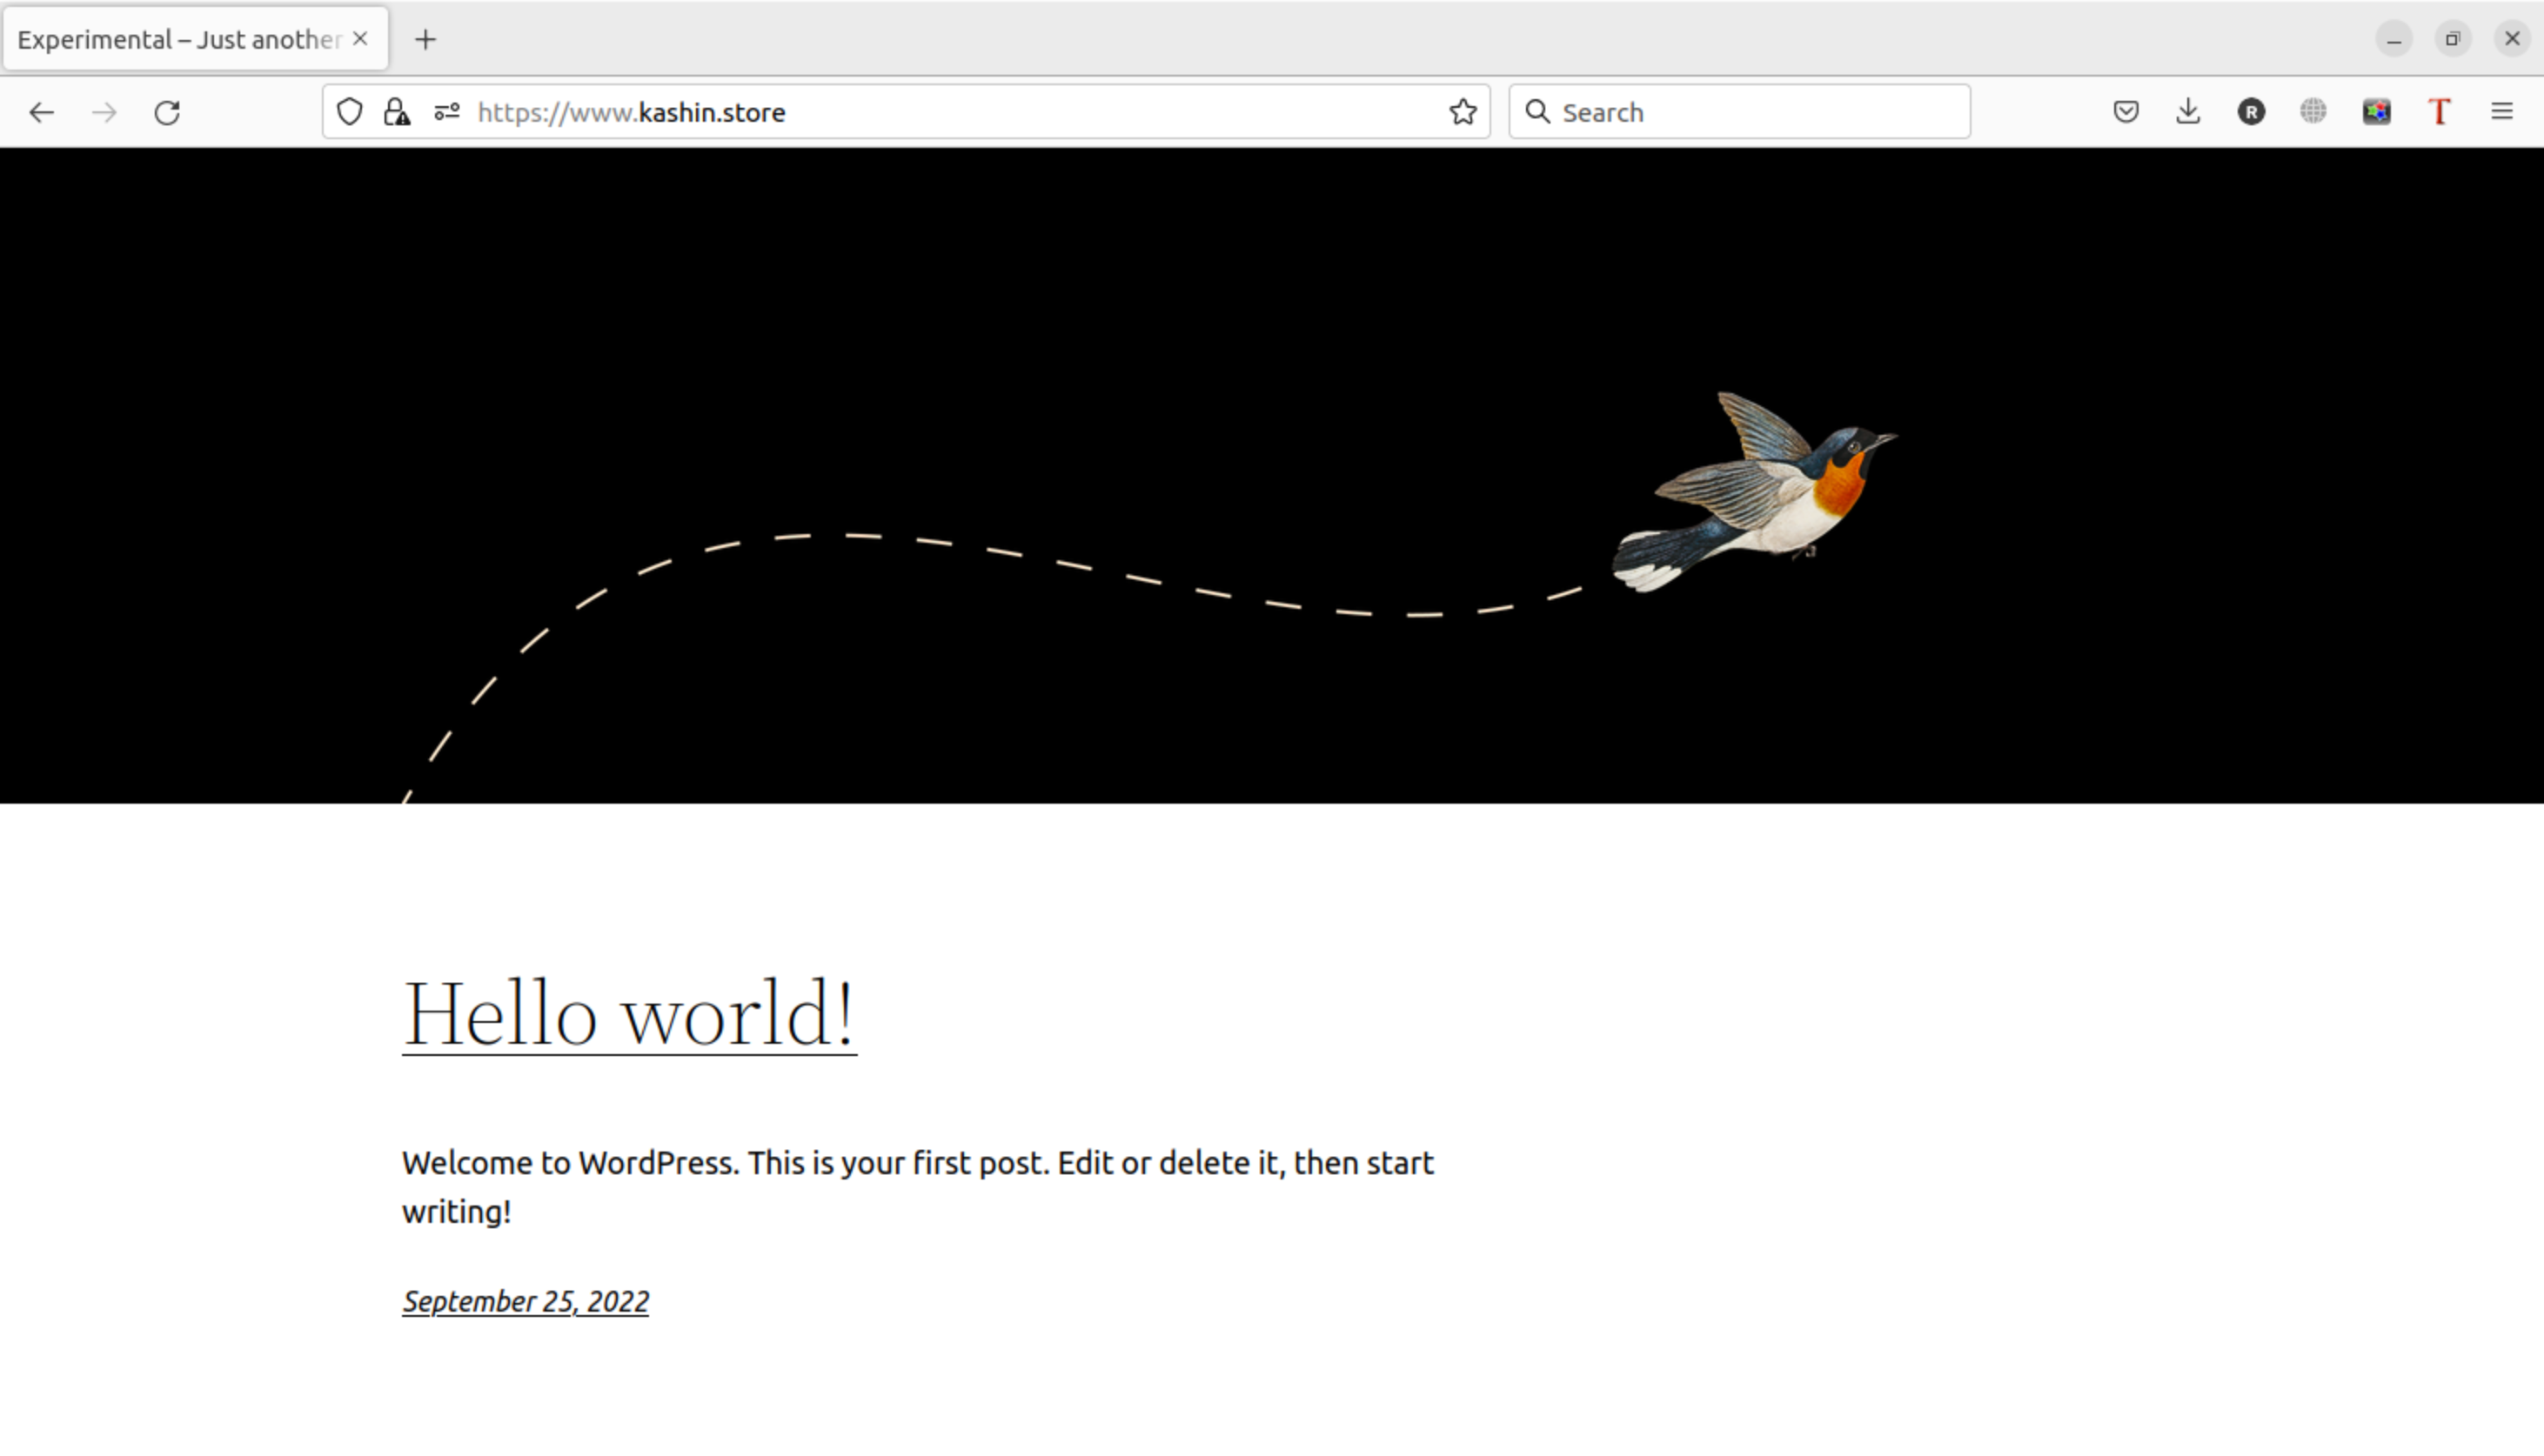 Experimental – Just another
https://www.kashin.store
Search
R
T
Hello world!
Welcome to WordPress. This is your first post. Edit or delete it, then start
writing!
September 25, 2022